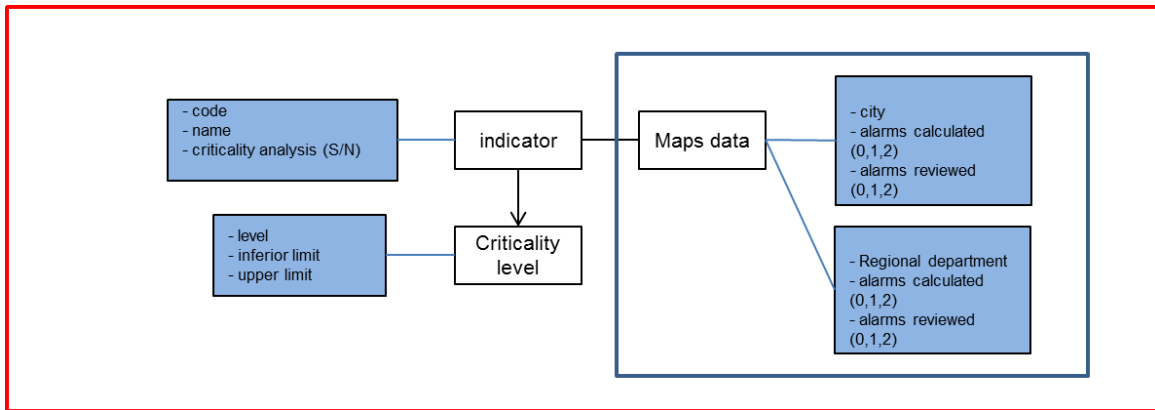 - code
- name
- criticality analysis (S/N)
indicator
Maps data
- city
- alarms calculated
(0,1,2)
- alarms reviewed
(0,1,2)
- level
- inferior limit
- upper limit
Criticality
level
- Regional department
- alarms calculated
(0,1,2)
- alarms reviewed
(0,1,2)